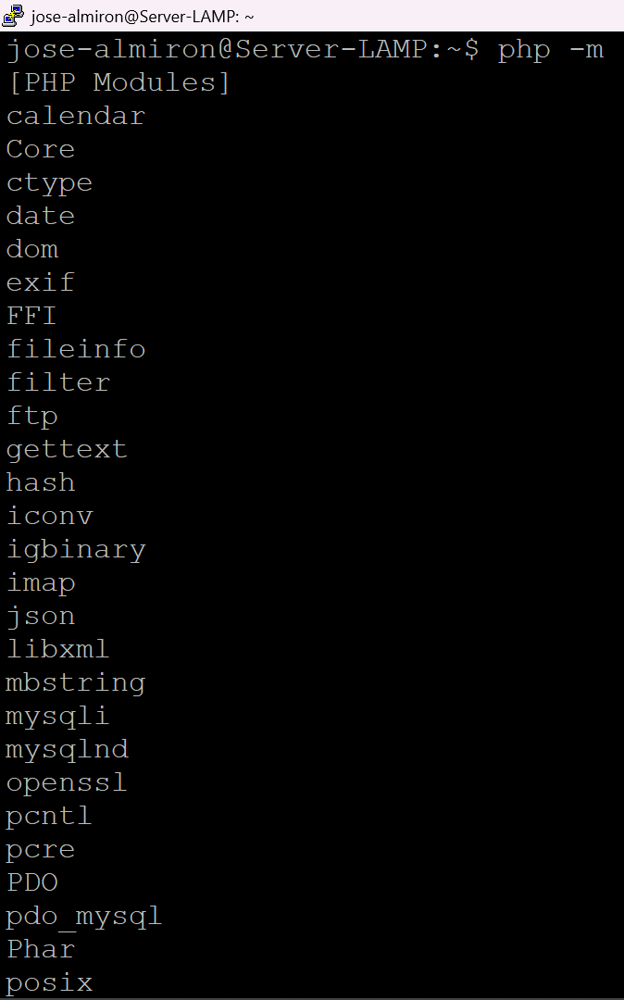 jose-almiron@Server-LAMP: ~
jose-almiron@Server-LAMP:~$ php -m
[PHP Modules]
calendar
Core
ctype
date
dom
exif
FFI
fileinfo
filter
ftp
gettext
hash
iconv
igbinary
imap
json
libxml
mbstring
mysqli
mysqlnd
openssl
pcntl
pcre
PDO
pdo_mysql
Phar
posix